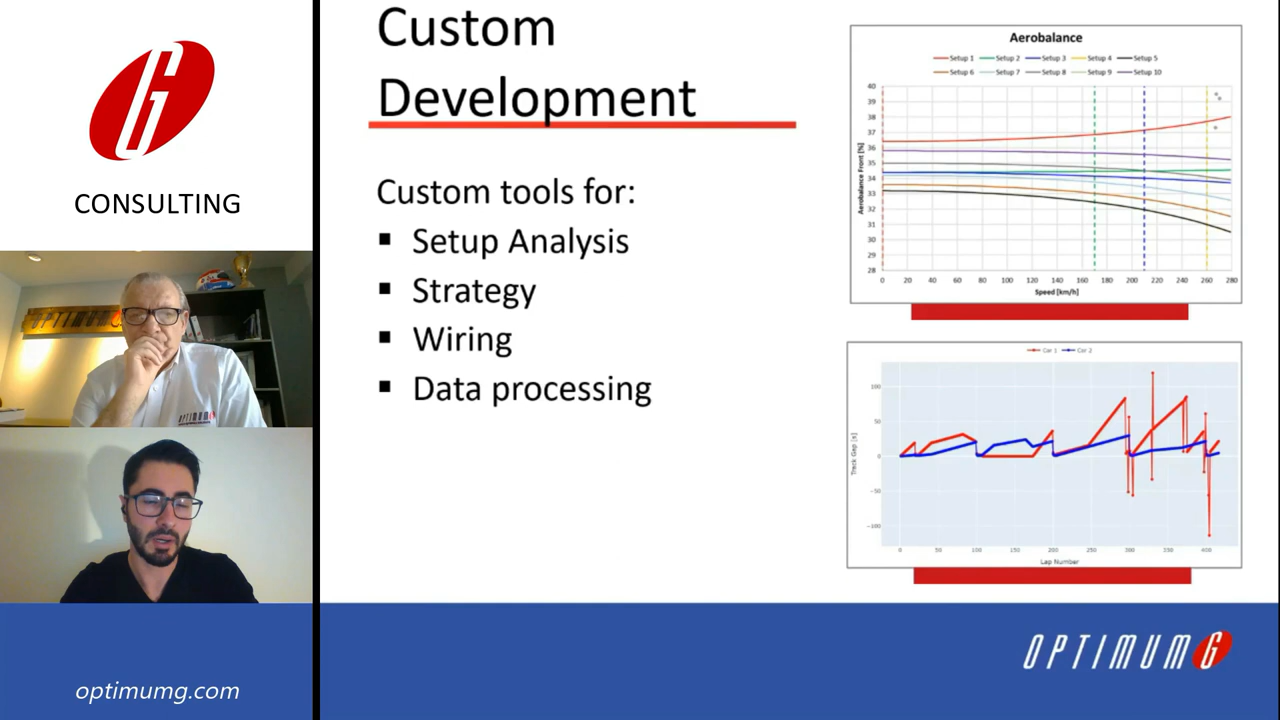 CONSULTING
OPTIMUMG
OPTIMUMG
optimumg.com
Custom
Development
Custom tools for:
▪ Setup Analysis
▪ Strategy
▪ Wiring
▪ Data processing
Aerobalance
Setup 1 Setup 2 Setup 3 Setup 4 Setup 5
Setup 6 Setup 7 Setup 8 Setup 9 Setup 10
Aerobalance Front [%]
40
39
38
37
36
35
34
33
32
31
30
29
28
0 20 40 60 80 100 120 140 160 180 200 220 240 260 280
Speed [km/h]
Car 1 Car 2
Track Gap [s]
100
50
0
−50
−100
0 50 100 150 200 250 300 350 400
Lap Number
OPTIMUMG